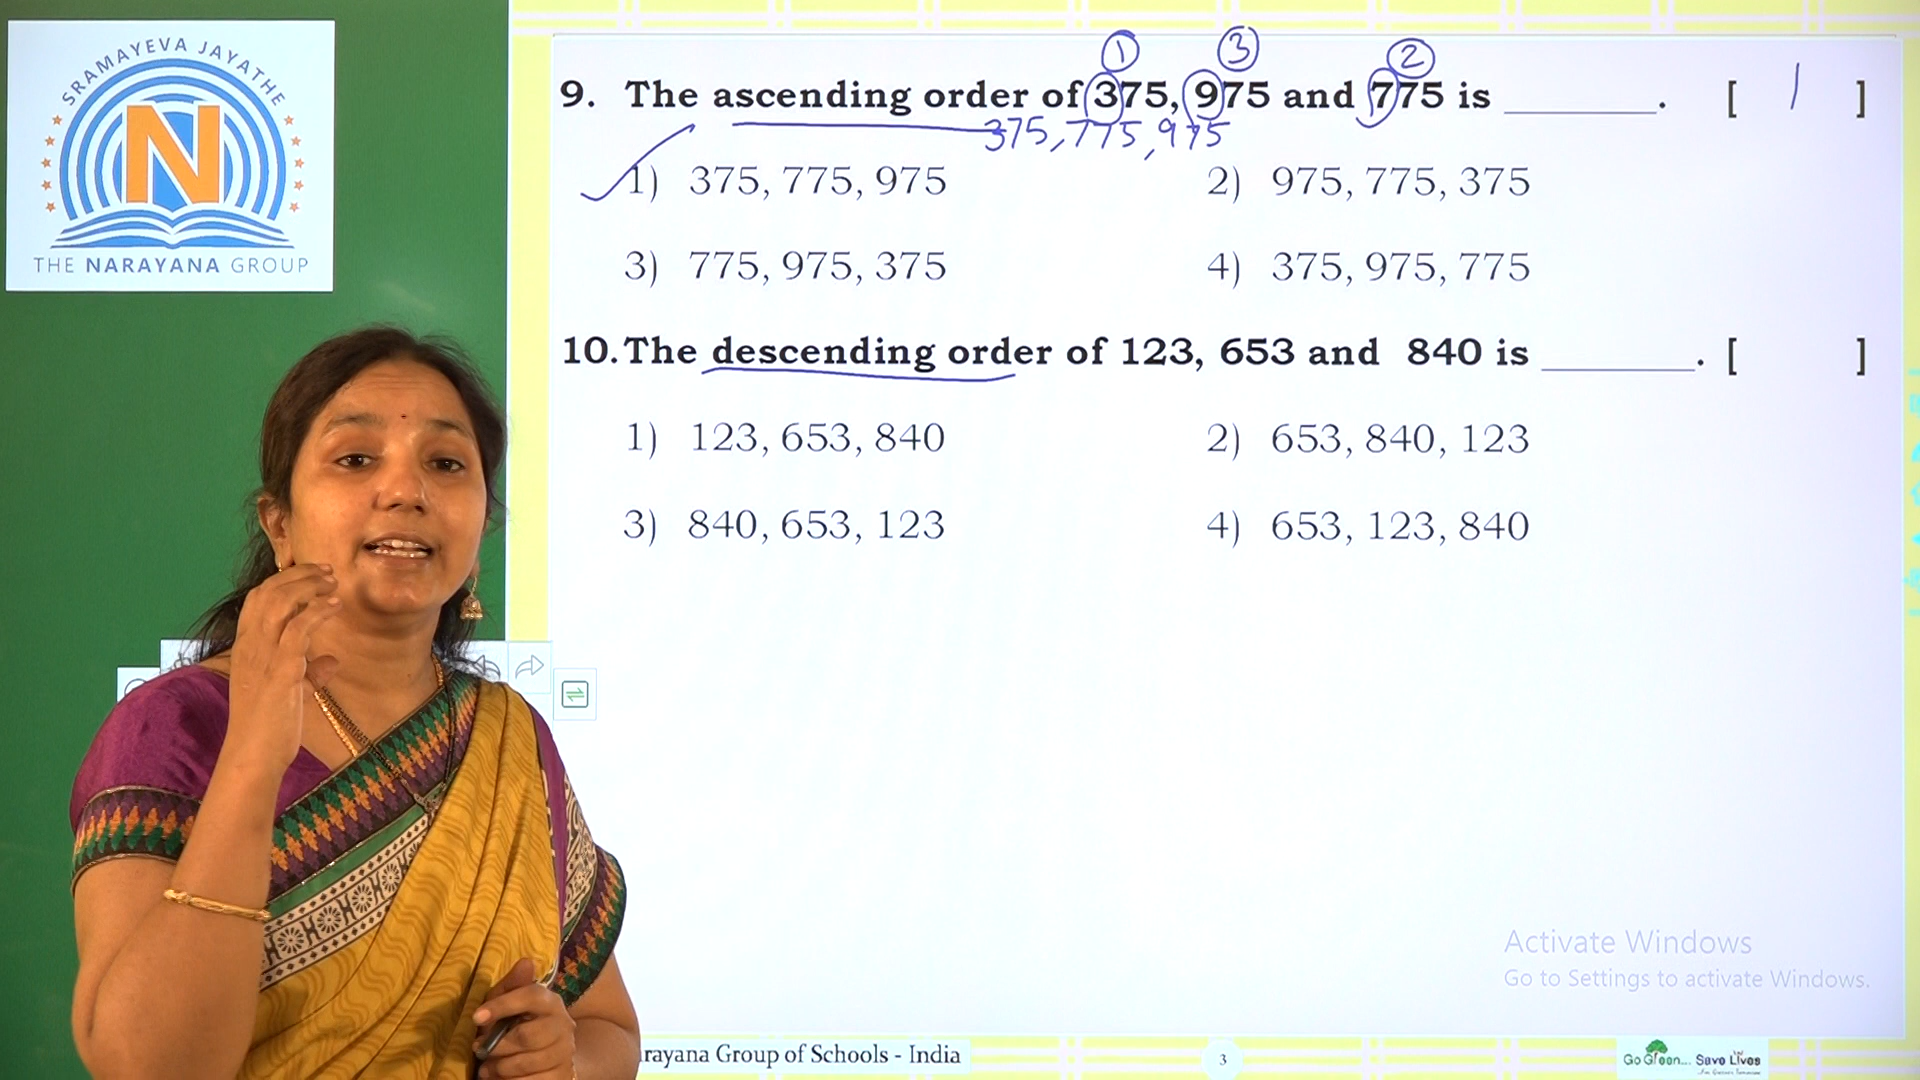 SRAMAYEVA JAYATHE
N
THE NARAYANA GROUP
1 3 2
9. The ascending order of 375, 975 and 775 is ________. [ 1 ]
375, 775, 975
1) 375, 775, 975 2) 975, 775, 375
3) 775, 975, 375 4) 375, 975, 775
10. The descending order of 123, 653 and 840 is ________. [ ]
1) 123, 653, 840 2) 653, 840, 123
3) 840, 653, 123 4) 653, 123, 840
Activate Windows
Go to Settings to activate Windows.
rayana Group of Schools - India
3
Go Green... Save Lives